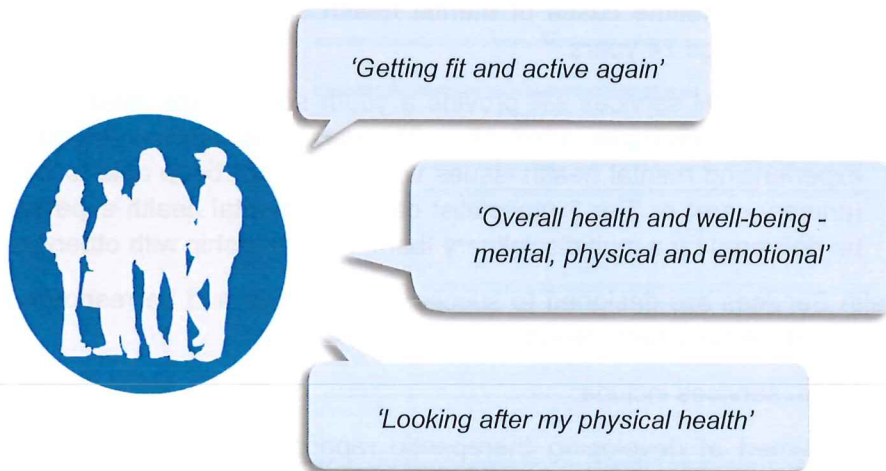 'Getting fit and active again'
'Overall health and well-being -
mental, physical and emotional'
'Looking after my physical health'